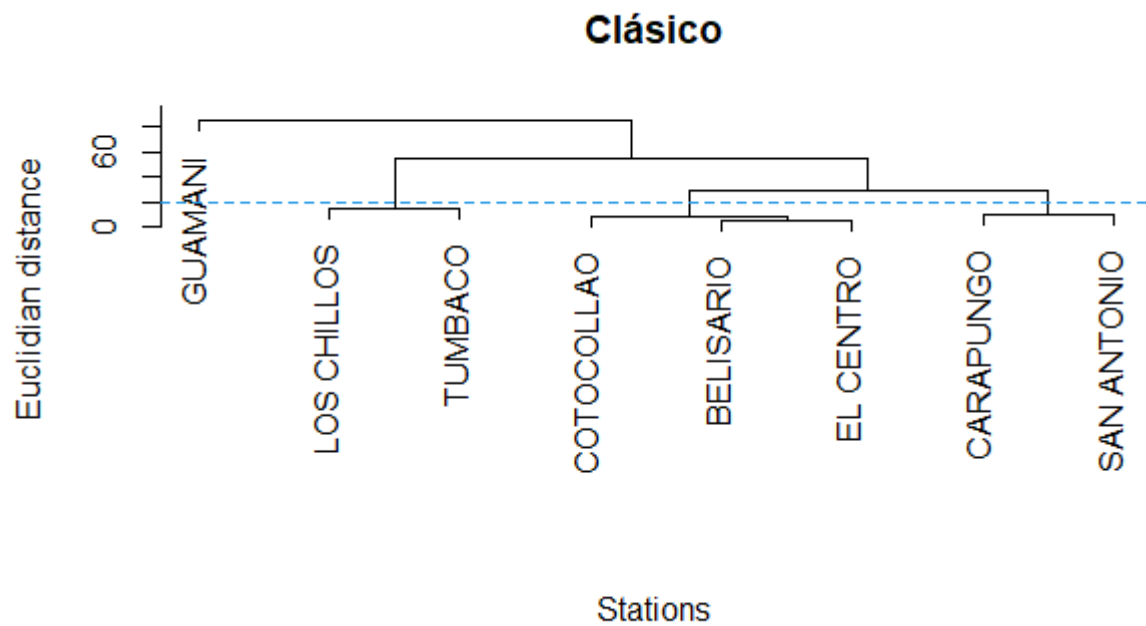 Clásico
Euclidian distance
60
0
GUAMANI
LOS CHILLOS
TUMBACO
COTOCOLLAO
BELISARIO
EL CENTRO
CARAPUNGO
SAN ANTONIO
Stations